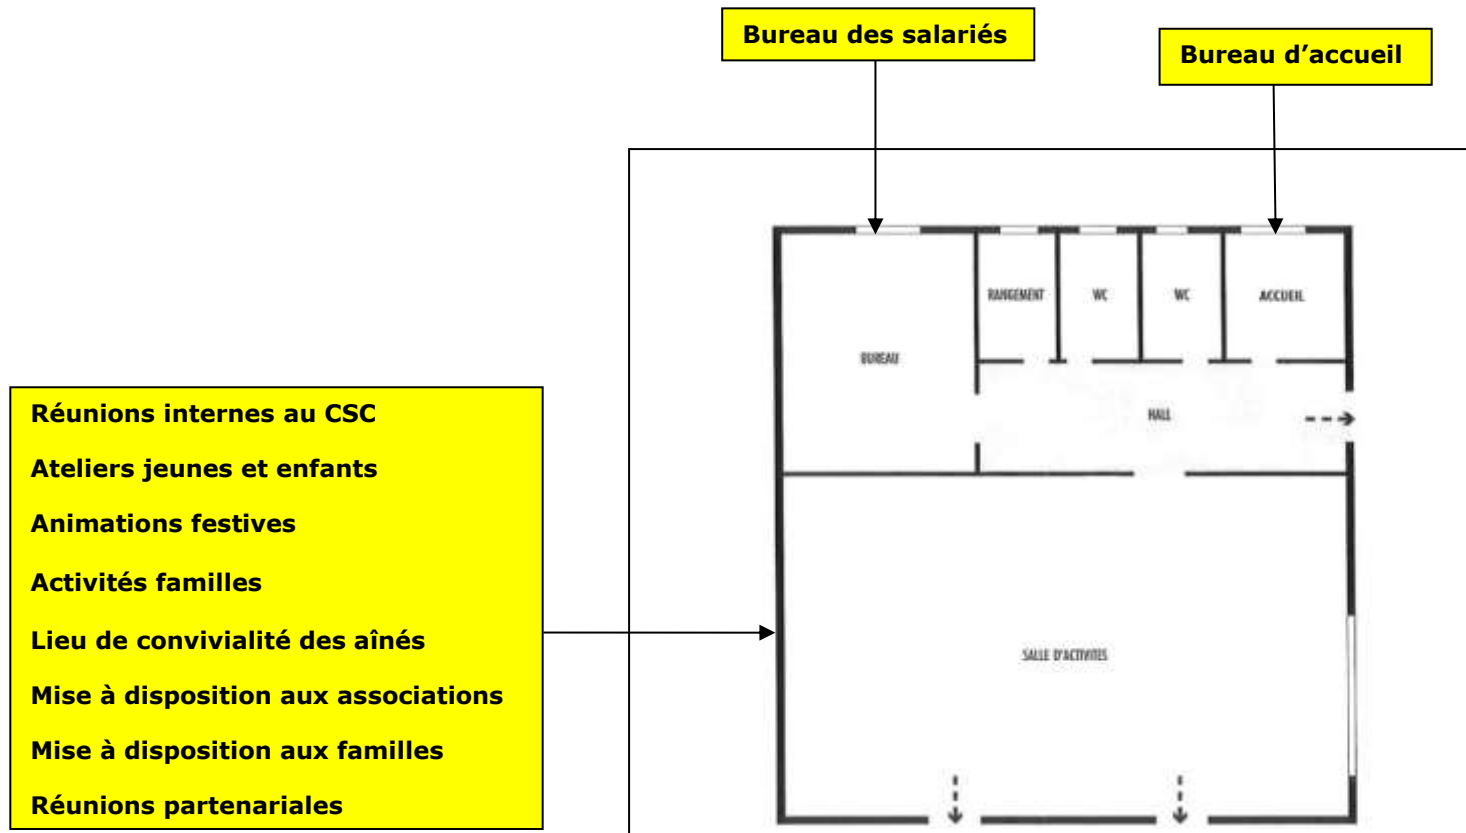 Bureau des salariés
Bureau d’accueil
RANGEMENT
WC
WC
ACCUEIL
BUREAU
HALL
Réunions internes au CSC
Ateliers jeunes et enfants
Animations festives
Activités familles
Lieu de convivialité des aînés
Mise à disposition aux associations
Mise à disposition aux familles
Réunions partenariales
SALLE D'ACTIVITES